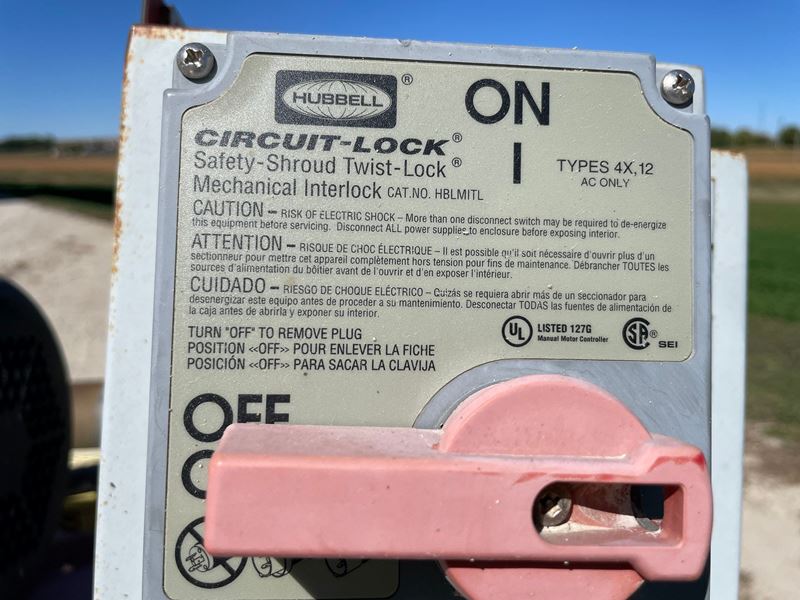 HUBBELL®
ON
CIRCUIT-LOCK®
I
Safety-Shroud Twist-Lock®
TYPES 4X,12
Mechanical Interlock CAT.NO. HBLMITL
AC ONLY
CAUTION – RISK OF ELECTRIC SHOCK – More than one disconnect switch may be required to de-energize
this equipment before servicing. Disconnect ALL power supplies to enclosure before exposing interior.
ATTENTION – RISQUE DE CHOC ÉLECTRIQUE – Il est possible qu'il soit nécessaire d'ouvrir plus d'un
sectionneur pour mettre cet appareil complètement hors tension pour fins de maintenance. Débrancher TOUTES les
sources d'alimentation du bôitier avant de l'ouvrir et d'en exposer l'intérieur.
CUIDADO – RIESGO DE CHOQUE ELÉCTRICO – Quizás se requiera abrir más de un seccionador para
desenergizar este equipo antes de proceder a su mantenimiento. Desconectar TODAS las fuentes de alimentación de
la caja antes de abrirla y exponer su interior.
TURN "OFF" TO REMOVE PLUG
POSITION <<OFF>> POUR ENLEVER LA FICHE
POSICIÓN <<OFF>> PARA SACAR LA CLAVIJA
UL LISTED 127G
Manual Motor Controller
SA SEI
OFF